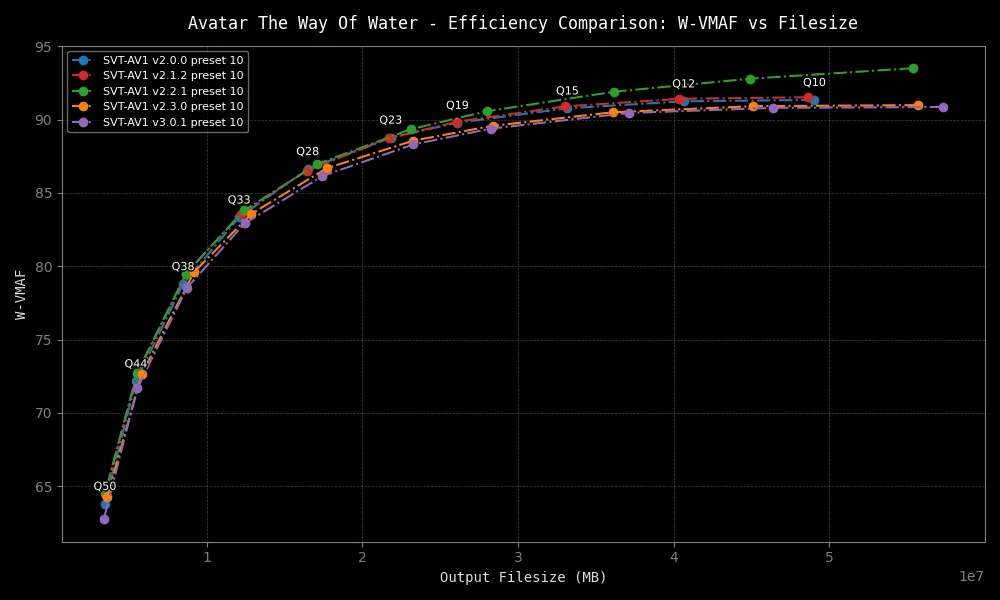 Avatar The Way Of Water - Efficiency Comparison: W-VMAF vs Filesize
SVT-AV1 v2.0.0 preset 10
SVT-AV1 v2.1.2 preset 10
SVT-AV1 v2.2.1 preset 10
SVT-AV1 v2.3.0 preset 10
SVT-AV1 v3.0.1 preset 10
95
90
85
80
75
70
65
W-VMAF
Q10
Q12
Q15
Q19
Q23
Q28
Q33
Q38
Q44
Q50
1
2
3
4
5
1e7
Output Filesize (MB)